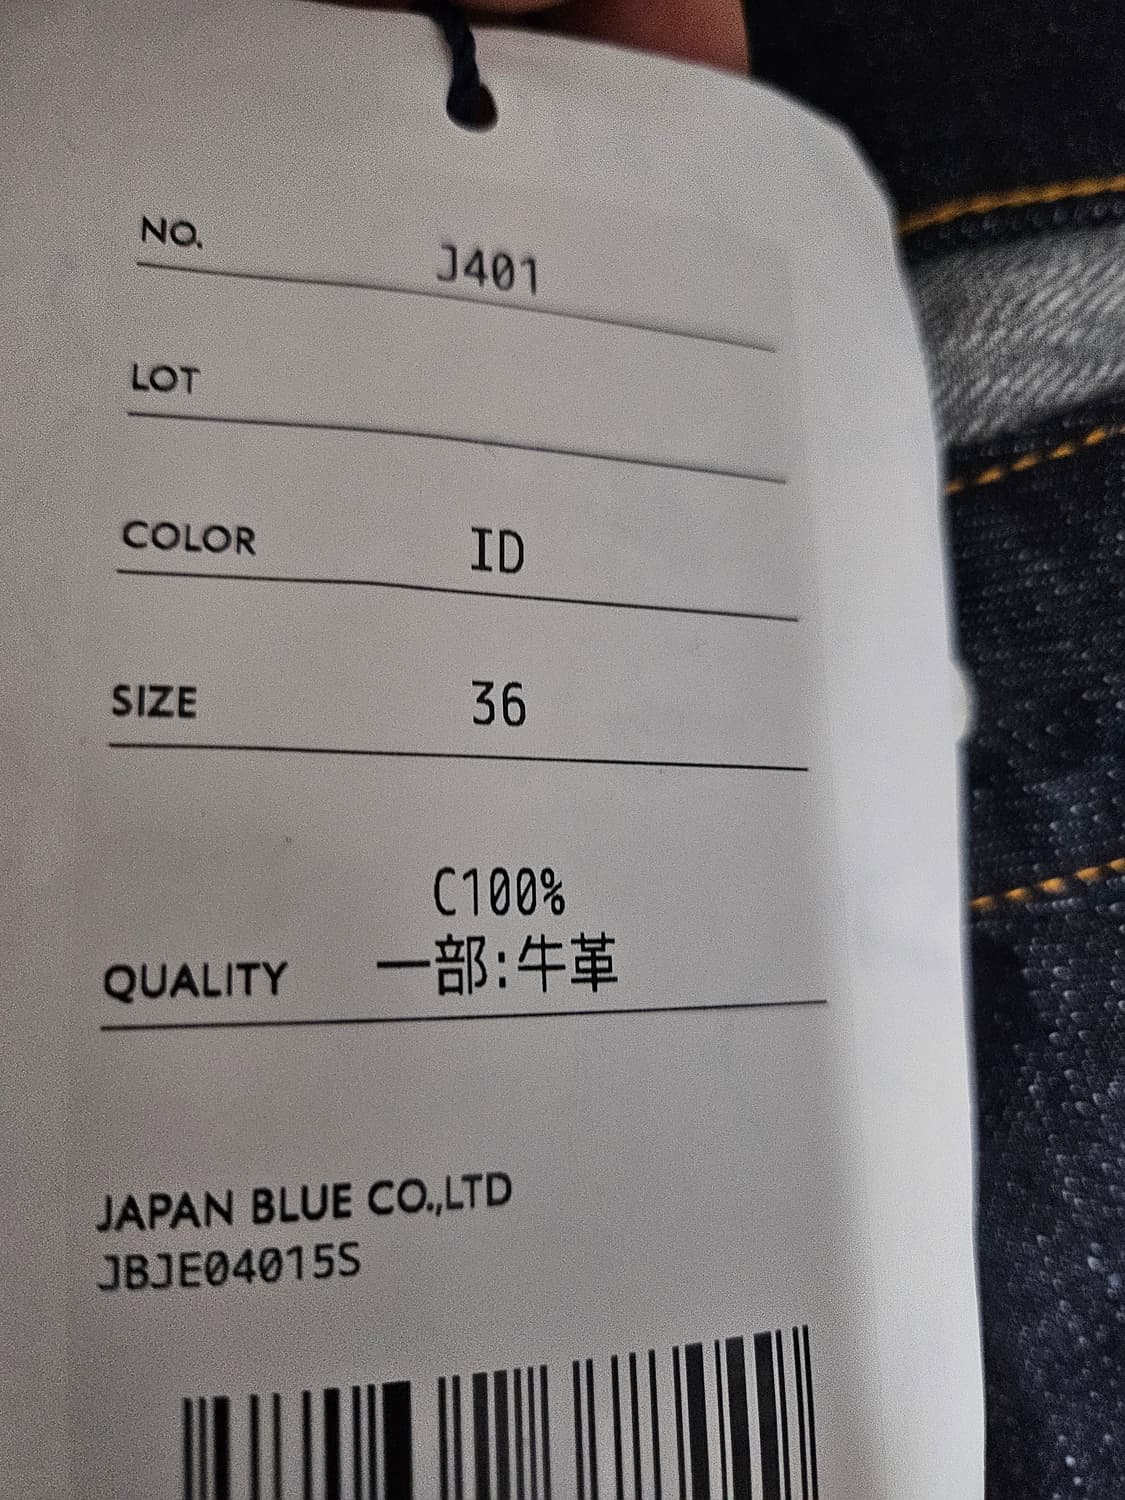 NO. J401
LOT
COLOR ID
SIZE 36
C100%
QUALITY 一部:牛革
JAPAN BLUE CO.,LTD
JBJE04015S